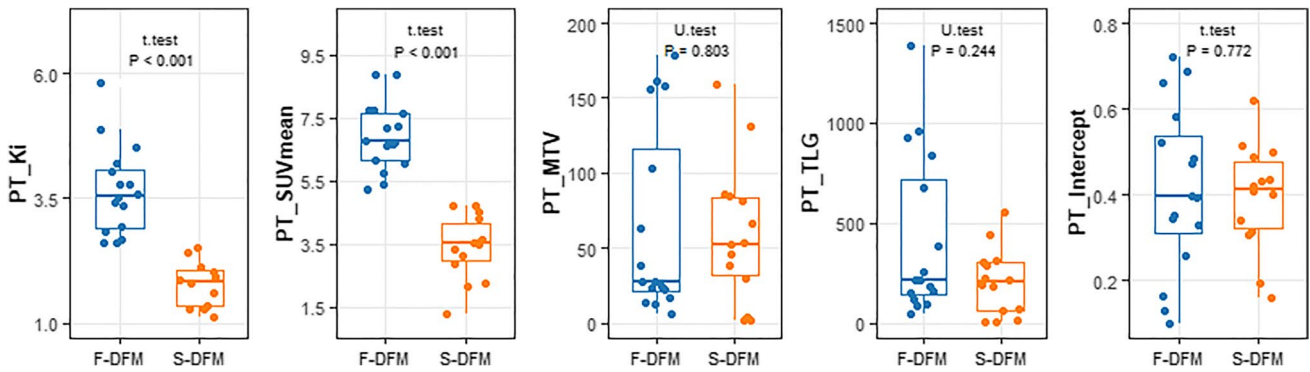 PT_Ki
6.0
3.5
1.0
t.test
P < 0.001
F-DFM S-DFM
PT_SUVmean
9.5
7.5
5.5
3.5
1.5
t.test
P < 0.001
F-DFM S-DFM
PT_MTV
200
150
100
50
0
U.test
P = 0.803
F-DFM S-DFM
PT_TLG
1500
1000
500
0
U.test
P = 0.244
F-DFM S-DFM
PT_Intercept
0.8
0.6
0.4
0.2
t.test
P = 0.772
F-DFM S-DFM